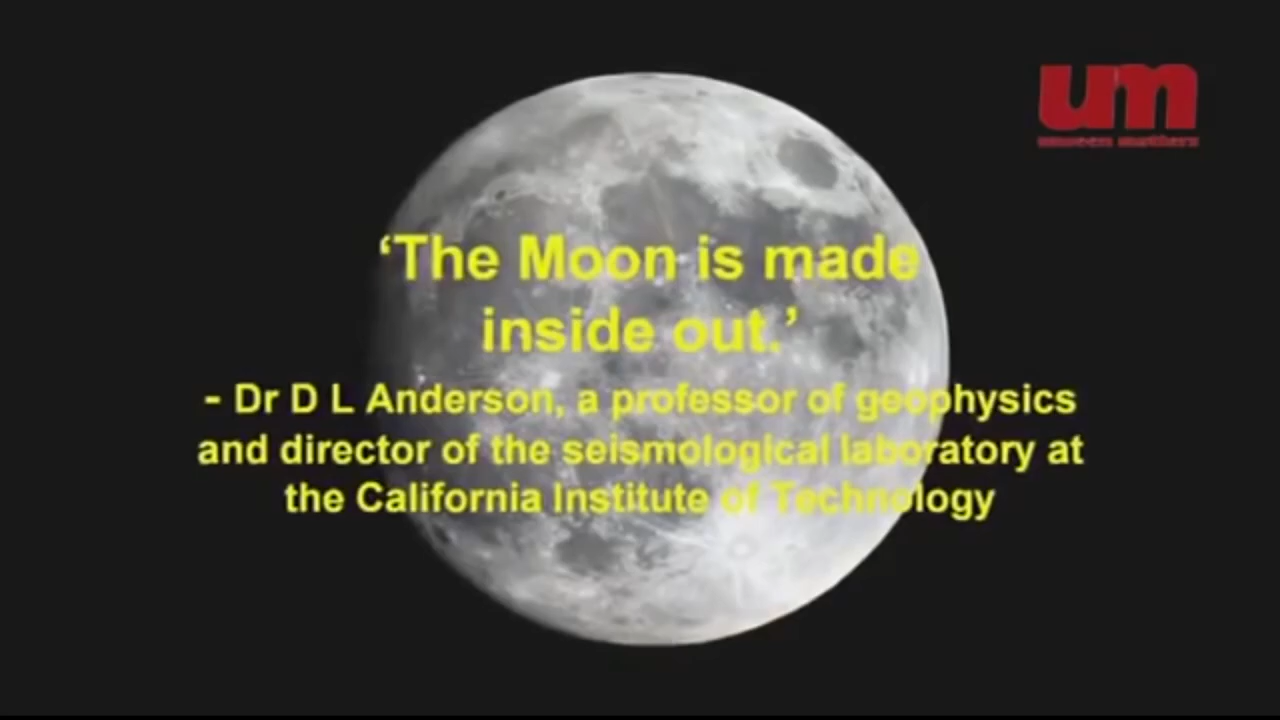 um
‘The Moon is made
inside out.’
- Dr D L Anderson, a professor of geophysics
and director of the seismological laboratory at
the California Institute of Technology